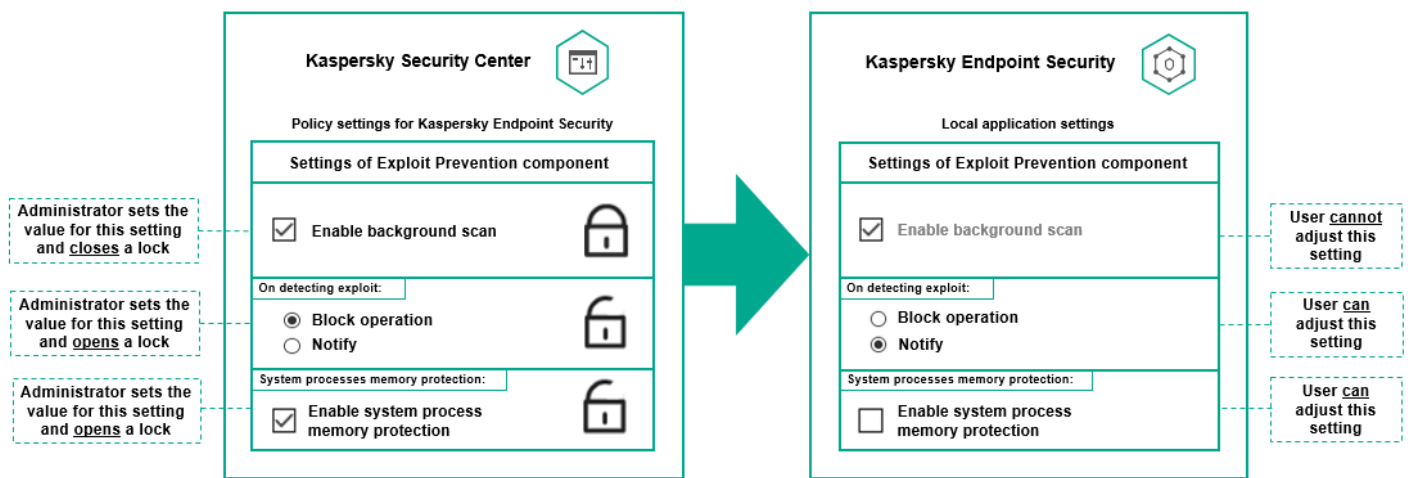 Kaspersky Security Center
Policy settings for Kaspersky Endpoint Security
Settings of Exploit Prevention component
Administrator sets the
value for this setting
and closes a lock
Enable background scan
Administrator sets the
value for this setting
and opens a lock
On detecting exploit:
Block operation
Notify
Administrator sets the
value for this setting
and opens a lock
System processes memory protection:
Enable system process
memory protection
Kaspersky Endpoint Security
Local application settings
Settings of Exploit Prevention component
Enable background scan
User cannot
adjust this
setting
On detecting exploit:
Block operation
Notify
User can
adjust this
setting
System processes memory protection:
Enable system process
memory protection
User can
adjust this
setting